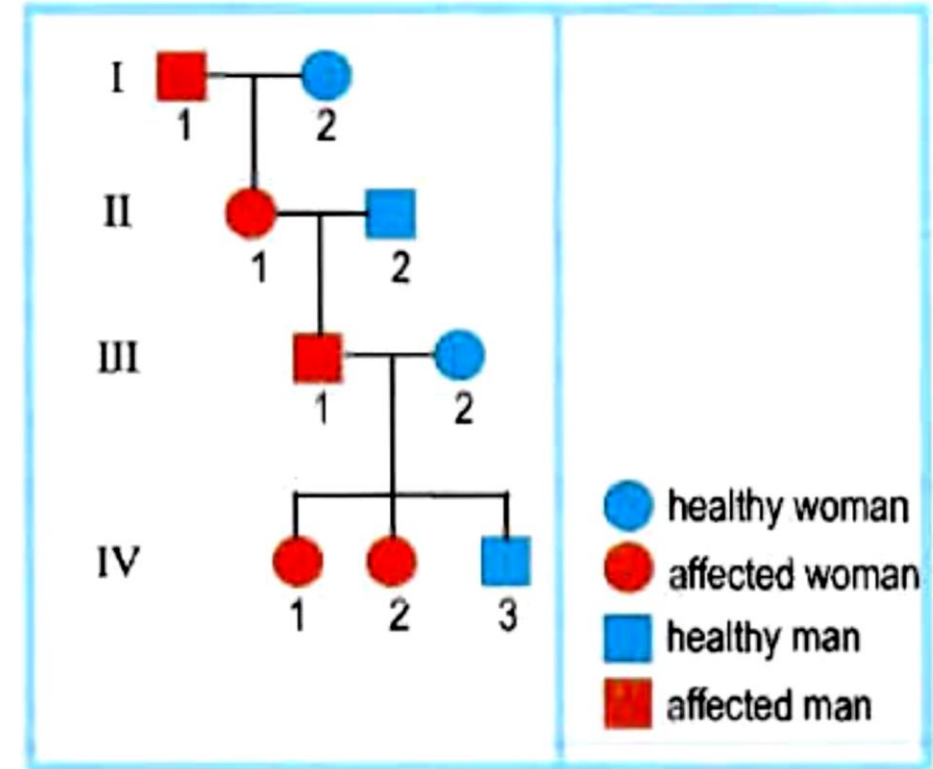 I
1 2
II
1 2
III
1 2
IV
1 2 3
healthy woman
affected woman
healthy man
affected man